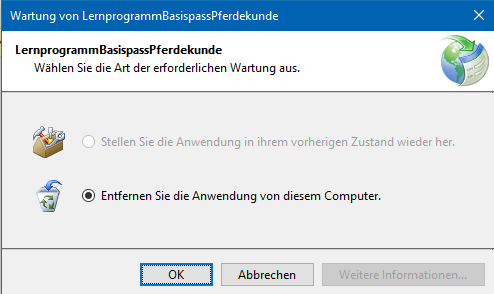 Wartung von LernprogrammBasispassPferdekunde
LernprogrammBasispassPferdekunde
Wählen Sie die Art der erforderlichen Wartung aus.
Stellen Sie die Anwendung in ihrem vorherigen Zustand wieder her.
Entfernen Sie die Anwendung von diesem Computer.
OK
Abbrechen
Weitere Informationen...